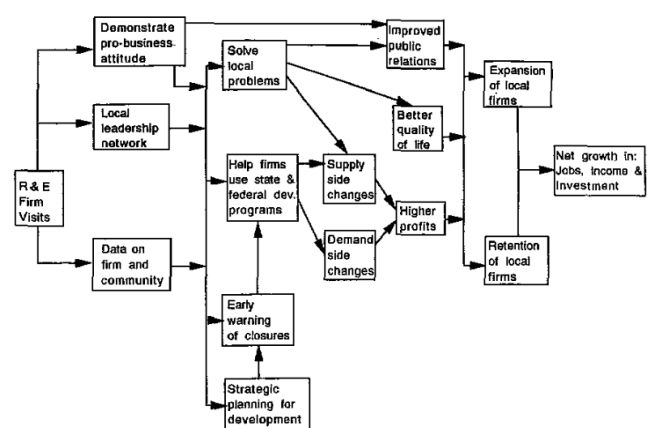 Demonstrate
pro-business
attitude
Improved
public
relations
Solve
local
problems
Expansion
of local
firms
Local
leadership
network
Better
quality
of life
R & E
Firm
Visits
Help firms
use state &
federal dev.
programs
Supply
side
changes
Net growth in:
Jobs, Income &
Investment
Higher
profits
Data on
firm and
community
Demand
side
changes
Retention
of local
firms
Early
warning
of closures
Strategic
planning for
development